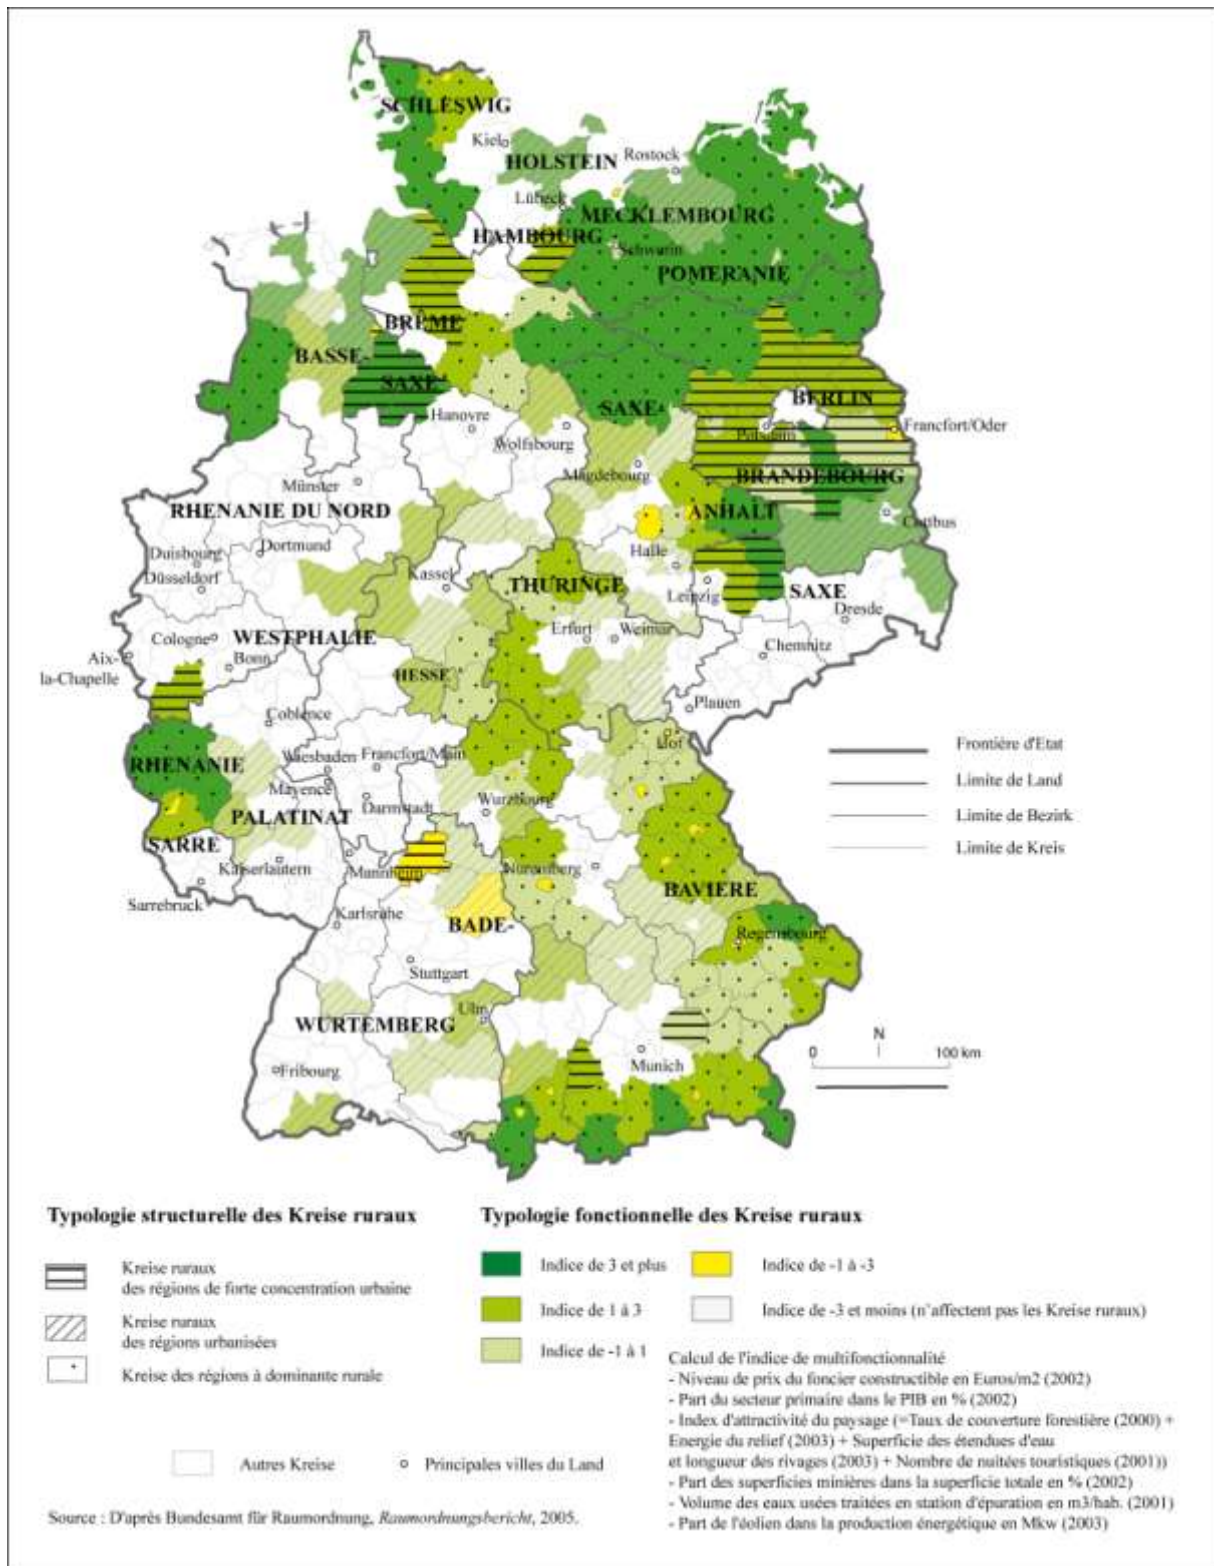 SCHLESWIG
Kiel
HOLSTEIN
Rostock
Lübeck
MECKLEMBOURG
HAMBOURG
Schwerin
POMERANIE
BRÊME
BASSE-
SAXE
BERLIN
Hanovre
SAXE-
Francfort/Oder
Potsdam
Wolfsbourg
Magdebourg
BRANDEBOURG
Münster
RHENANIE DU NORD
ANHALT
Cottbus
Duisbourg
Dortmund
Halle
Düsseldorf
Kassel
THURINGE
Leipzig
SAXE
Dresde
Cologne
WESTPHALIE
Erfurt
Weimar
Chemnitz
Aix-
la-Chapelle
Bonn
HESSE
Plauen
Coblence
Hof
Frontière d'Etat
RHENANIE
Wiesbaden
Francfort/Main
Limite de Land
Mayence
Darmstadt
Wurzbourg
PALATINAT
Limite de Bezirk
SARRE
Limite de Kreis
Kaiserlautern
Mannheim
Nuremberg
BAVIERE
Sarrebruck
Karlsrühe
BADE-
Regensbourg
Stuttgart
Ulm
WURTEMBERG
N
0
100 km
Munich
Fribourg
Typologie structurelle des Kreise ruraux
Kreise ruraux
des régions de forte concentration urbaine
Kreise ruraux
des régions urbanisées
Kreise des régions à dominante rurale
Typologie fonctionnelle des Kreise ruraux
Indice de 3 et plus
Indice de -1 à -3
Indice de 1 à 3
Indice de -3 et moins (n'affectent pas les Kreise ruraux)
Indice de -1 à 1
Calcul de l'indice de multifonctionnalité
- Niveau de prix du foncier constructible en Euros/m2 (2002)
- Part du secteur primaire dans le PIB en % (2002)
- Index d'attractivité du paysage (=Taux de couverture forestière (2000) +
Energie du relief (2003) + Superficie des étendues d'eau
et longueur des rivages (2003) + Nombre de nuitées touristiques (2001))
- Part des superficies minières dans la superficie totale en % (2002)
- Volume des eaux usées traitées en station d'épuration en m3/hab. (2001)
- Part de l'éolien dans la production énergétique en Mkw (2003)
Autres Kreise
Principales villes du Land
Source : D'après Bundesamt für Raumordnung, Raumordnungsbericht, 2005.